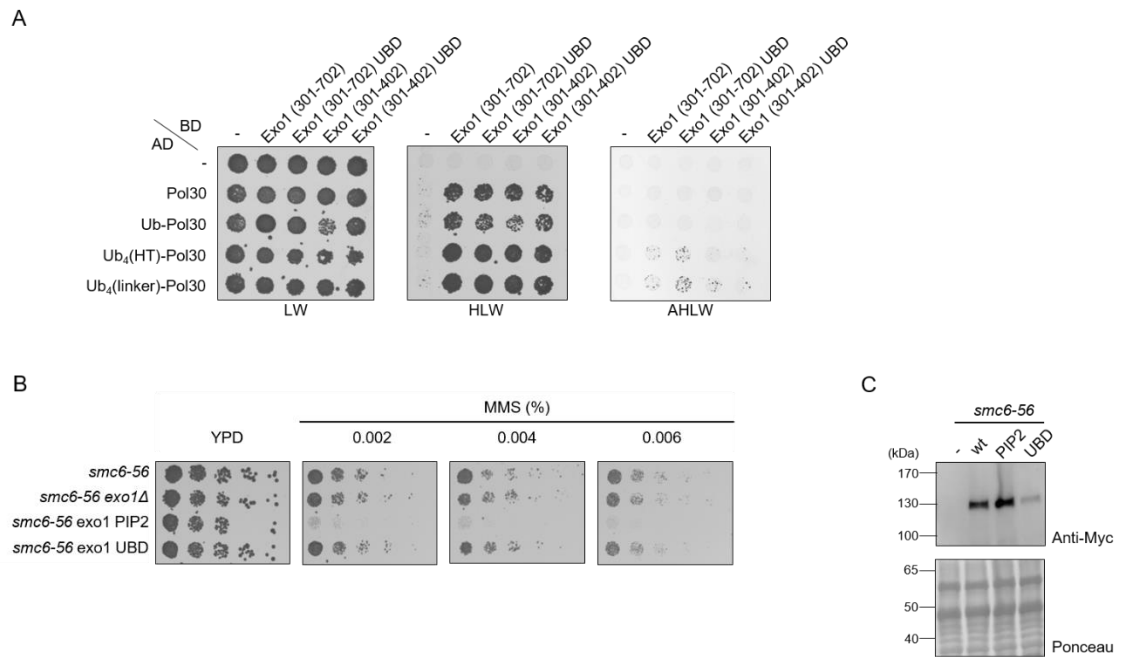 A
- Exo1 (301-702) Exo1 (301-702) UBD Exo1 (301-402) Exo1 (301-402) UBD
- Exo1 (301-702) Exo1 (301-702) UBD Exo1 (301-402) Exo1 (301-402) UBD
- Exo1 (301-702) Exo1 (301-702) UBD Exo1 (301-402) Exo1 (301-402) UBD
BD
AD
-
Pol30
Ub-Pol30
Ub4(HT)-Pol30
Ub4(linker)-Pol30
LW HLW AHLW
B
MMS (%)
YPD 0.002 0.004 0.006
smc6-56
smc6-56 exo1Δ
smc6-56 exo1 PIP2
smc6-56 exo1 UBD
C
smc6-56
(kDa) - wt PIP2 UBD
170
130
100
Anti-Myc
65
50
40
Ponceau